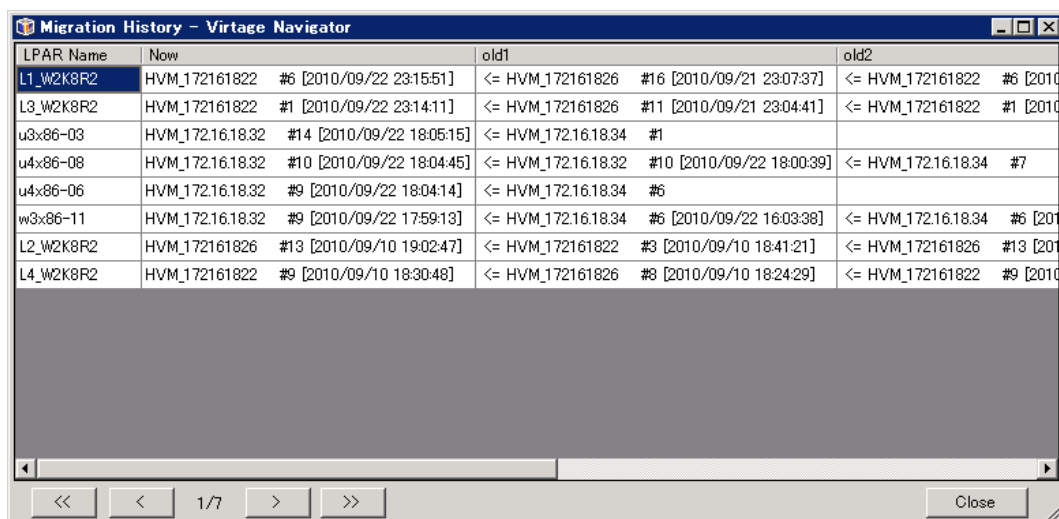 Migration History - Virtage Navigator
LPAR Name Now old1 old2
L1_W2K8R2 HVM_172161822 #6 [2010/09/22 23:15:51] <= HVM_172161826 #16 [2010/09/21 23:07:37] <= HVM_172161822 #6 [2010
L3_W2K8R2 HVM_172161822 #1 [2010/09/22 23:14:11] <= HVM_172161826 #11 [2010/09/21 23:04:41] <= HVM_172161822 #1 [2010
u3x86-03 HVM_172.16.18.32 #14 [2010/09/22 18:05:15] <= HVM_172.16.18.34 #1
u4x86-08 HVM_172.16.18.32 #10 [2010/09/22 18:04:45] <= HVM_172.16.18.32 #10 [2010/09/22 18:00:39] <= HVM_172.16.18.34 #7
u4x86-06 HVM_172.16.18.32 #9 [2010/09/22 18:04:14] <= HVM_172.16.18.34 #6
w3x86-11 HVM_172.16.18.32 #9 [2010/09/22 17:59:13] <= HVM_172.16.18.34 #6 [2010/09/22 16:03:38] <= HVM_172.16.18.34 #6 [201
L2_W2K8R2 HVM_172161826 #13 [2010/09/10 19:02:47] <= HVM_172161822 #3 [2010/09/10 18:41:21] <= HVM_172161826 #13 [201
L4_W2K8R2 HVM_172161822 #9 [2010/09/10 18:30:48] <= HVM_172161826 #8 [2010/09/10 18:24:29] <= HVM_172161822 #9 [2010
<< < 1/7 > >> Close